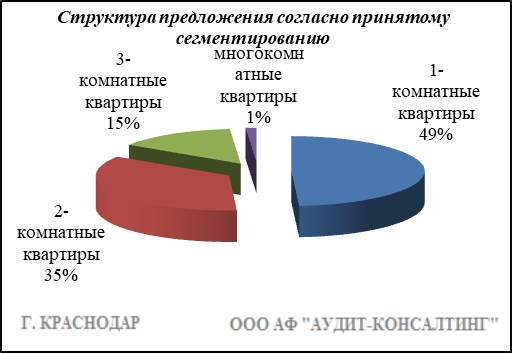 Структура предложения согласно принятому
сегментированию
3-
комнатные
квартиры
15%
многокомн
атные
квартиры
1%
1-
комнатные
квартиры
49%
2-
комнатные
квартиры
35%
Г. КРАСНОДАР
ООО АФ "АУДИТ-КОНСАЛТИНГ"